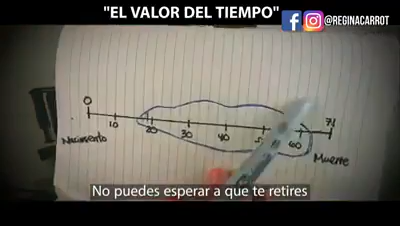 "EL VALOR DEL TIEMPO"
@REGINACARROT
0 10 20 30 40 5 60 71
Nacimiento
Muerte
No puedes esperar a que te retires